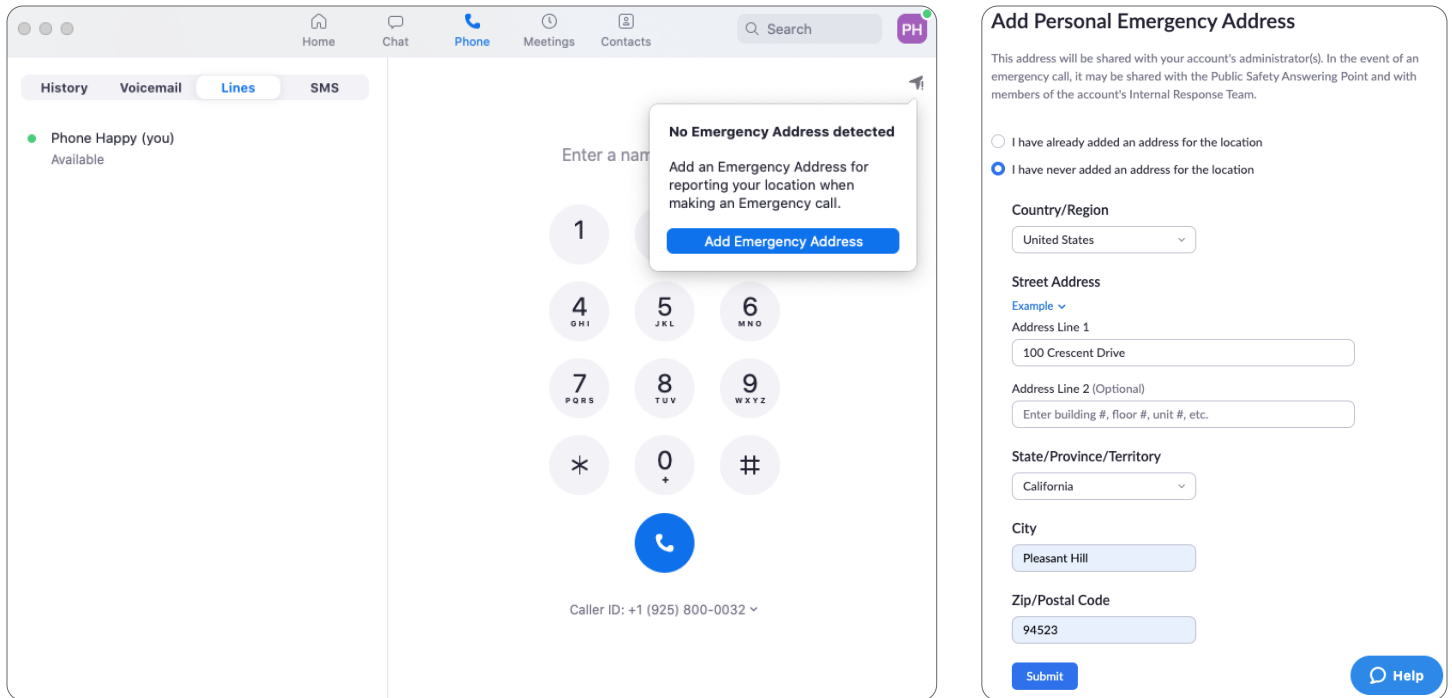 Home
Chat
Phone
Meetings
Contacts
Search
PH
History
Voicemail
Lines
SMS
Phone Happy (you)
Available
No Emergency Address detected
Add an Emergency Address for
reporting your location when
making an Emergency call.
Add Emergency Address
Enter a nam
1
4
GHI
5
JKL
6
MNO
7
PQRS
8
TUV
9
WXYZ
*
0
+
#
Caller ID: +1 (925) 800-0032
Add Personal Emergency Address
This address will be shared with your account's administrator(s). In the event of an
emergency call, it may be shared with the Public Safety Answering Point and with
members of the account's Internal Response Team.
I have already added an address for the location
I have never added an address for the location
Country/Region
United States
Street Address
Example
Address Line 1
100 Crescent Drive
Address Line 2 (Optional)
Enter building #, floor #, unit #, etc.
State/Province/Territory
California
City
Pleasant Hill
Zip/Postal Code
94523
Submit
Help